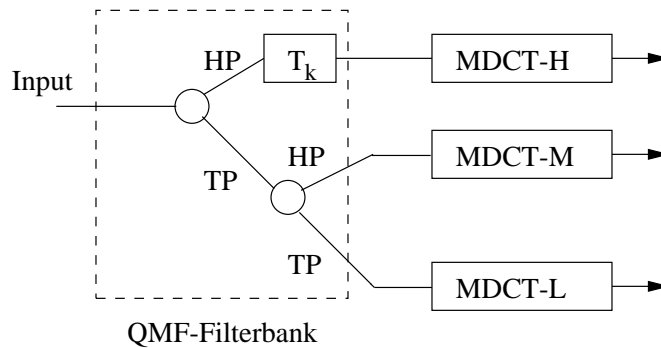 HP
T_k
MDCT-H
Input
HP
MDCT-M
TP
TP
MDCT-L
QMF-Filterbank